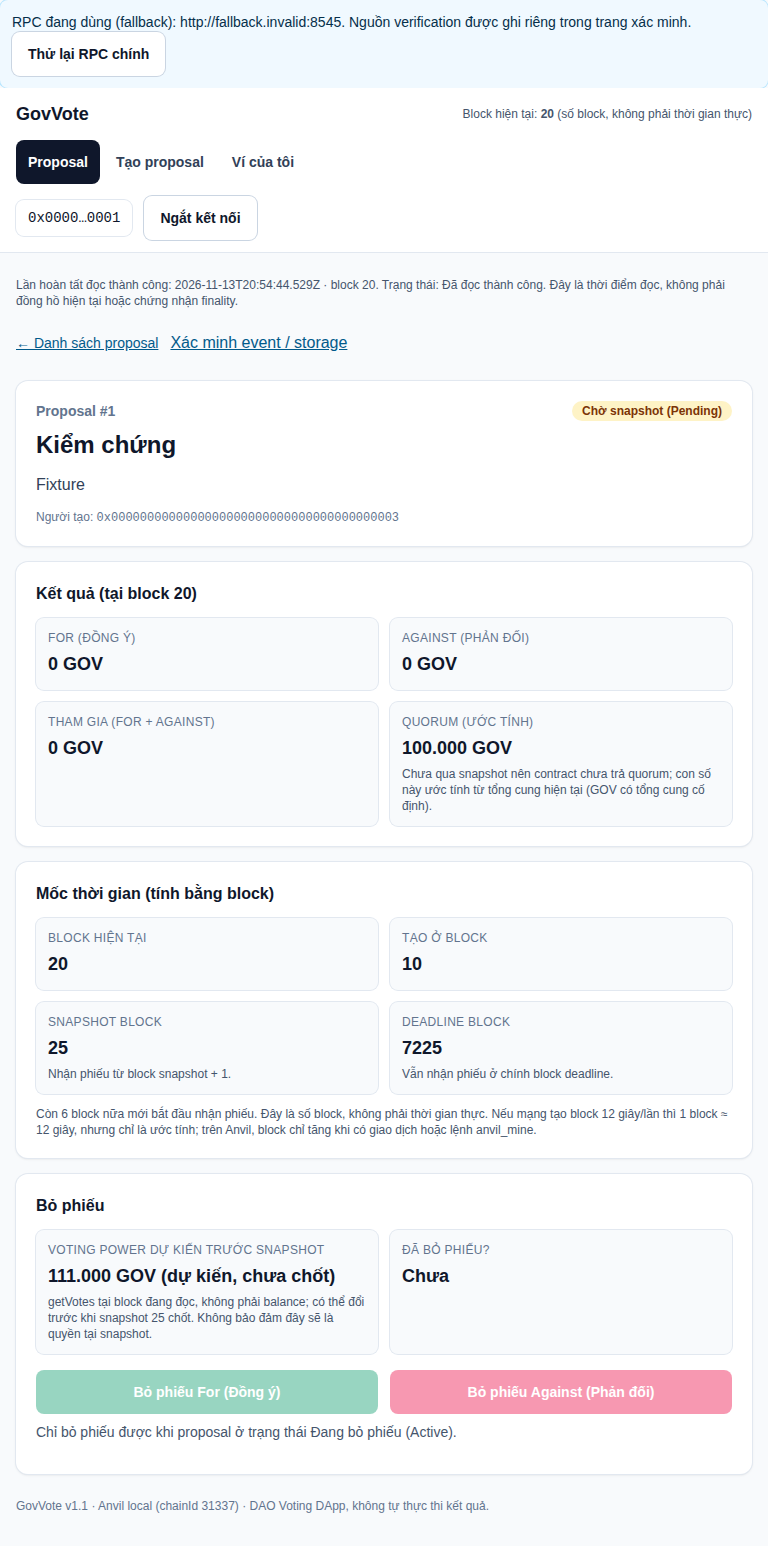 RPC đang dùng (fallback): http://fallback.invalid:8545. Nguồn verification được ghi riêng trong trang xác minh.
Thử lại RPC chính
GovVote
Block hiện tại: 20 (số block, không phải thời gian thực)
Proposal
Tạo proposal
Ví của tôi
0x0000…0001
Ngắt kết nối
Lần hoàn tất đọc thành công: 2026-11-13T20:54:44.529Z · block 20. Trạng thái: Đã đọc thành công. Đây là thời điểm đọc, không phải
đồng hồ hiện tại hoặc chứng nhận finality.
← Danh sách proposal
Xác minh event / storage
Proposal #1
Chờ snapshot (Pending)
Kiểm chứng
Fixture
Người tạo: 0x0000000000000000000000000000000000000003
Kết quả (tại block 20)
FOR (ĐỒNG Ý)
0 GOV
AGAINST (PHẢN ĐỐI)
0 GOV
THAM GIA (FOR + AGAINST)
0 GOV
QUORUM (ƯỚC TÍNH)
100.000 GOV
Chưa qua snapshot nên contract chưa trả quorum; con số
này ước tính từ tổng cung hiện tại (GOV có tổng cung cố
định).
Mốc thời gian (tính bằng block)
BLOCK HIỆN TẠI
20
TẠO Ở BLOCK
10
SNAPSHOT BLOCK
25
Nhận phiếu từ block snapshot + 1.
DEADLINE BLOCK
7225
Vẫn nhận phiếu ở chính block deadline.
Còn 6 block nữa mới bắt đầu nhận phiếu. Đây là số block, không phải thời gian thực. Nếu mạng tạo block 12 giây/lần thì 1 block ≈
12 giây, nhưng chỉ là ước tính; trên Anvil, block chỉ tăng khi có giao dịch hoặc lệnh anvil_mine.
Bỏ phiếu
VOTING POWER DỰ KIẾN TRƯỚC SNAPSHOT
111.000 GOV (dự kiến, chưa chốt)
getVotes tại block đang đọc, không phải balance; có thể đổi
trước khi snapshot 25 chốt. Không bảo đảm đây sẽ là
quyền tại snapshot.
ĐÃ BỎ PHIẾU?
Chưa
Bỏ phiếu For (Đồng ý)
Bỏ phiếu Against (Phản đối)
Chỉ bỏ phiếu được khi proposal ở trạng thái Đang bỏ phiếu (Active).
GovVote v1.1 · Anvil local (chainId 31337) · DAO Voting DApp, không tự thực thi kết quả.